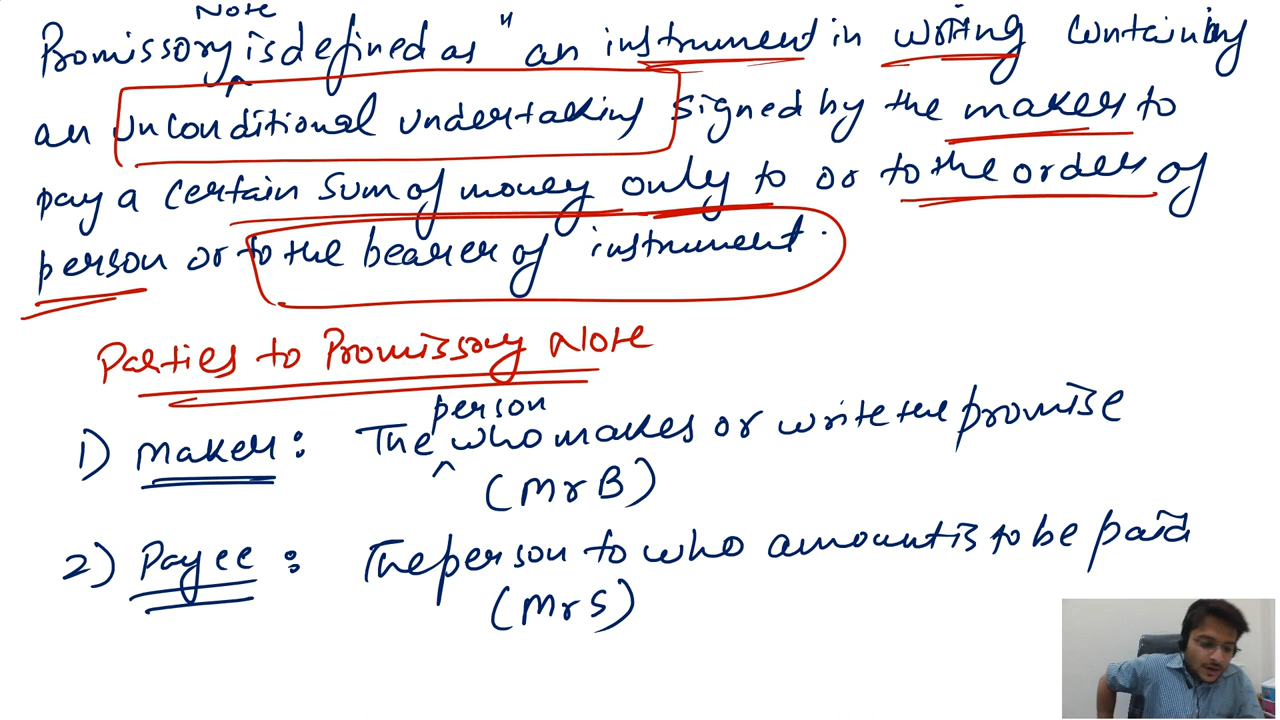 Note
Promissory is defined as " an instrument in writing containing
an unconditional undertaking signed by the maker to
pay a certain sum of money only to or to the order of
person or to the bearer of instrument.
Parties to Promissory Note
person
1) Maker : The who makes or write the promise
(Mr B)
2) Payee : The person to who amount is to be paid
(Mr S)